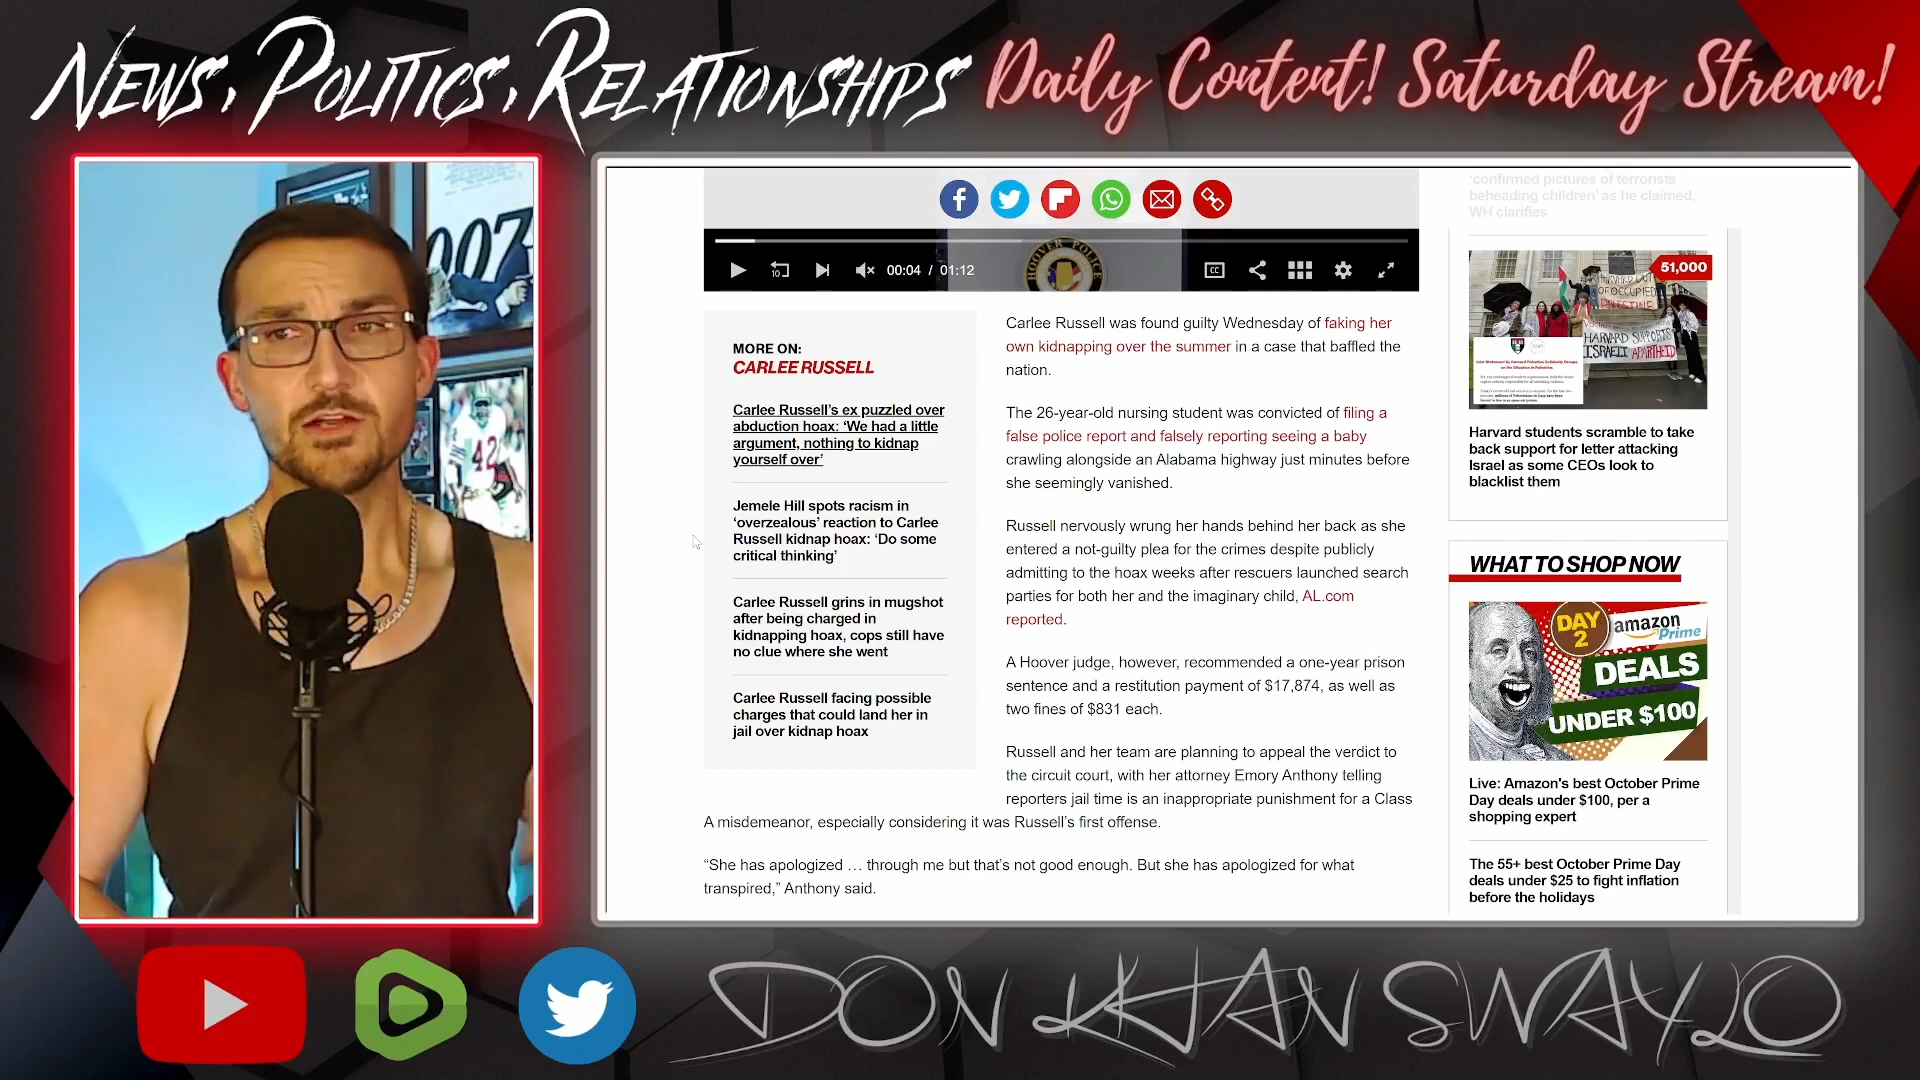 NEWS, POLITICS, RELATIONSHIPS
Daily Content! Saturday Stream!
007
42
HOOVER POLICE
10
00:04 / 01:12
CC
MORE ON:
CARLEE RUSSELL
Carlee Russell’s ex puzzled over
abduction hoax: ‘We had a little
argument, nothing to kidnap
yourself over’
Jemele Hill spots racism in
‘overzealous’ reaction to Carlee
Russell kidnap hoax: ‘Do some
critical thinking’
Carlee Russell grins in mugshot
after being charged in
kidnapping hoax, cops still have
no clue where she went
Carlee Russell facing possible
charges that could land her in
jail over kidnap hoax
Carlee Russell was found guilty Wednesday of faking her
own kidnapping over the summer in a case that baffled the
nation.
The 26-year-old nursing student was convicted of filing a
false police report and falsely reporting seeing a baby
crawling alongside an Alabama highway just minutes before
she seemingly vanished.
Russell nervously wrung her hands behind her back as she
entered a not-guilty plea for the crimes despite publicly
admitting to the hoax weeks after rescuers launched search
parties for both her and the imaginary child, AL.com
reported.
A Hoover judge, however, recommended a one-year prison
sentence and a restitution payment of $17,874, as well as
two fines of $831 each.
Russell and her team are planning to appeal the verdict to
the circuit court, with her attorney Emory Anthony telling
reporters jail time is an inappropriate punishment for a Class
A misdemeanor, especially considering it was Russell’s first offense.
“She has apologized … through me but that’s not good enough. But she has apologized for what
transpired,” Anthony said.
‘confirmed pictures of terrorists
beheading children’ as he claimed,
WH clarifies
51,000
OF OCCUPIED
PALESTINE
HARVARD SUPPORTS
ISRAELI APARTHEID
Harvard students scramble to take
back support for letter attacking
Israel as some CEOs look to
blacklist them
WHAT TO SHOP NOW
DAY
2
amazon
Prime
DEALS
UNDER $100
Live: Amazon's best October Prime
Day deals under $100, per a
shopping expert
The 55+ best October Prime Day
deals under $25 to fight inflation
before the holidays
DON KHAN SWAYLO